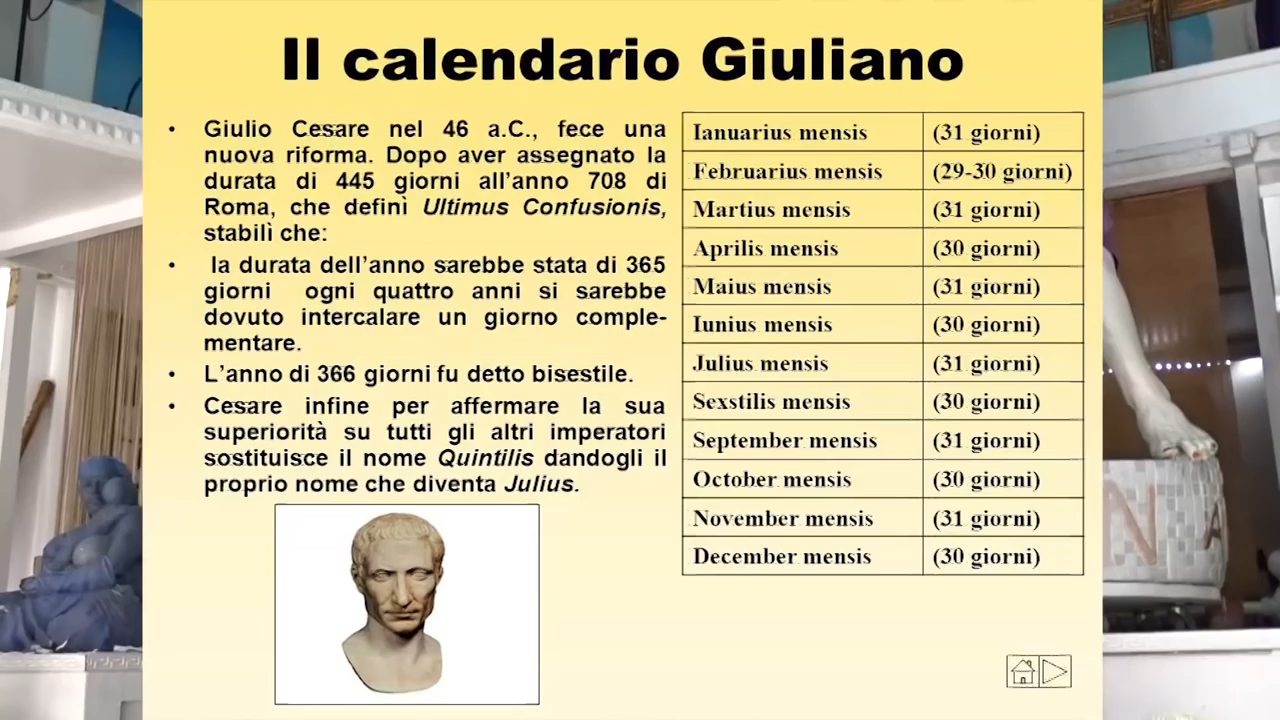 Il calendario Giuliano
• Giulio Cesare nel 46 a.C., fece una
nuova riforma. Dopo aver assegnato la
durata di 445 giorni all'anno 708 di
Roma, che definì Ultimus Confusionis,
stabilì che:
• la durata dell'anno sarebbe stata di 365
giorni ogni quattro anni si sarebbe
dovuto intercalare un giorno comple-
mentare.
• L'anno di 366 giorni fu detto bisestile.
• Cesare infine per affermare la sua
superiorità su tutti gli altri imperatori
sostituisce il nome Quintilis dandogli il
proprio nome che diventa Julius.
Ianuarius mensis (31 giorni)
Februarius mensis (29-30 giorni)
Martius mensis (31 giorni)
Aprilis mensis (30 giorni)
Maius mensis (31 giorni)
Iunius mensis (30 giorni)
Julius mensis (31 giorni)
Sexstilis mensis (30 giorni)
September mensis (31 giorni)
October mensis (30 giorni)
November mensis (31 giorni)
December mensis (30 giorni)